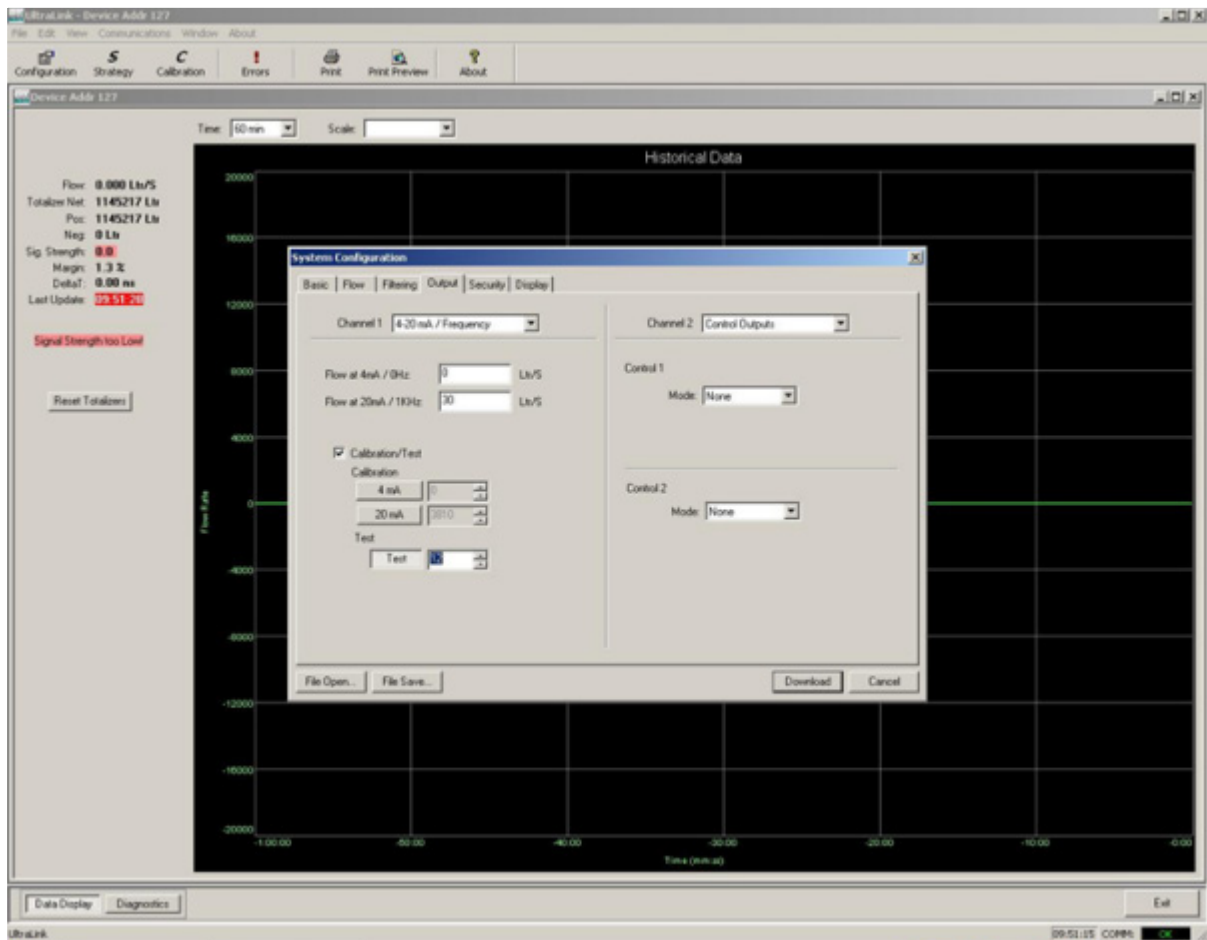 UltraLink - Device Addr 127
File Edit View Communications Window About
Configuration Strategy Calibration Errors Print Print Preview About
Device Addr 127
Time: 60 min Scale:
Historical Data
Flow: 0.000 Ltr/S
Totalizer Net: 1145217 Ltr
Pos: 1145217 Ltr
Neg: 0 Ltr
Sig. Strength: 0.0
Margin: 1.3 %
DeltaT: 0.00 ns
Last Update: 09:51:20
Signal Strength too Low!
Reset Totalizers
20000
16000
12000
8000
4000
0
-4000
-8000
-12000
-16000
-20000
Flow Rate
-1:00:00 -50:00 -40:00 -30:00 -20:00 -10:00 -0:00
Time (mm:ss)
System Configuration
Basic Flow Filtering Output Security Display
Channel 1 4-20 mA / Frequency
Flow at 4mA / 0Hz: 0 Ltr/S
Flow at 20mA / 1KHz: 30 Ltr/S
Calibration/Test
Calibration
4 mA 0
20 mA 3810
Test
Test 12
Channel 2 Control Outputs
Control 1
Mode: None
Control 2
Mode: None
File Open... File Save... Download Cancel
Data Display Diagnostics Exit
UltraLink 09:51:15 COMM: OK